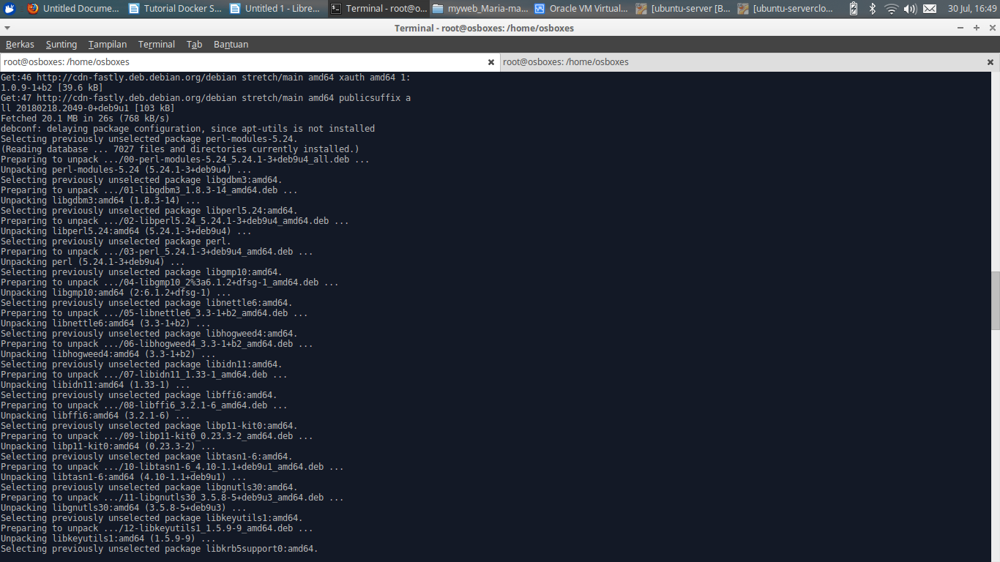 Untitled Docume...
Tutorial Docker S...
Untitled 1 - Libre...
Terminal - root@o...
myweb_Maria-ma...
Oracle VM Virtual...
[ubuntu-server [B...
[ubuntu-serverclo...
30 Jul, 16:49
Terminal - root@osboxes: /home/osboxes
Berkas Sunting Tampilan Terminal Tab Bantuan
root@osboxes: /home/osboxes
root@osboxes: /home/osboxes
Get:46 http://cdn-fastly.deb.debian.org/debian stretch/main amd64 xauth amd64 1:
1.0.9-1+b2 [39.6 kB]
Get:47 http://cdn-fastly.deb.debian.org/debian stretch/main amd64 publicsuffix a
ll 20180218.2049-0+deb9u1 [103 kB]
Fetched 20.1 MB in 26s (768 kB/s)
debconf: delaying package configuration, since apt-utils is not installed
Selecting previously unselected package perl-modules-5.24.
(Reading database ... 7027 files and directories currently installed.)
Preparing to unpack .../00-perl-modules-5.24_5.24.1-3+deb9u4_all.deb ...
Unpacking perl-modules-5.24 (5.24.1-3+deb9u4) ...
Selecting previously unselected package libgdbm3:amd64.
Preparing to unpack .../01-libgdbm3_1.8.3-14_amd64.deb ...
Unpacking libgdbm3:amd64 (1.8.3-14) ...
Selecting previously unselected package libperl5.24:amd64.
Preparing to unpack .../02-libperl5.24_5.24.1-3+deb9u4_amd64.deb ...
Unpacking libperl5.24:amd64 (5.24.1-3+deb9u4) ...
Selecting previously unselected package perl.
Preparing to unpack .../03-perl_5.24.1-3+deb9u4_amd64.deb ...
Unpacking perl (5.24.1-3+deb9u4) ...
Selecting previously unselected package libgmp10:amd64.
Preparing to unpack .../04-libgmp10_2%3a6.1.2+dfsg-1_amd64.deb ...
Unpacking libgmp10:amd64 (2:6.1.2+dfsg-1) ...
Selecting previously unselected package libnettle6:amd64.
Preparing to unpack .../05-libnettle6_3.3-1+b2_amd64.deb ...
Unpacking libnettle6:amd64 (3.3-1+b2) ...
Selecting previously unselected package libhogweed4:amd64.
Preparing to unpack .../06-libhogweed4_3.3-1+b2_amd64.deb ...
Unpacking libhogweed4:amd64 (3.3-1+b2) ...
Selecting previously unselected package libidn11:amd64.
Preparing to unpack .../07-libidn11_1.33-1_amd64.deb ...
Unpacking libidn11:amd64 (1.33-1) ...
Selecting previously unselected package libffi6:amd64.
Preparing to unpack .../08-libffi6_3.2.1-6_amd64.deb ...
Unpacking libffi6:amd64 (3.2.1-6) ...
Selecting previously unselected package libp11-kit0:amd64.
Preparing to unpack .../09-libp11-kit0_0.23.3-2_amd64.deb ...
Unpacking libp11-kit0:amd64 (0.23.3-2) ...
Selecting previously unselected package libtasn1-6:amd64.
Preparing to unpack .../10-libtasn1-6_4.10-1.1+deb9u1_amd64.deb ...
Unpacking libtasn1-6:amd64 (4.10-1.1+deb9u1) ...
Selecting previously unselected package libgnutls30:amd64.
Preparing to unpack .../11-libgnutls30_3.5.8-5+deb9u3_amd64.deb ...
Unpacking libgnutls30:amd64 (3.5.8-5+deb9u3) ...
Selecting previously unselected package libkeyutils1:amd64.
Preparing to unpack .../12-libkeyutils1_1.5.9-9_amd64.deb ...
Unpacking libkeyutils1:amd64 (1.5.9-9) ...
Selecting previously unselected package libkrb5support0:amd64.